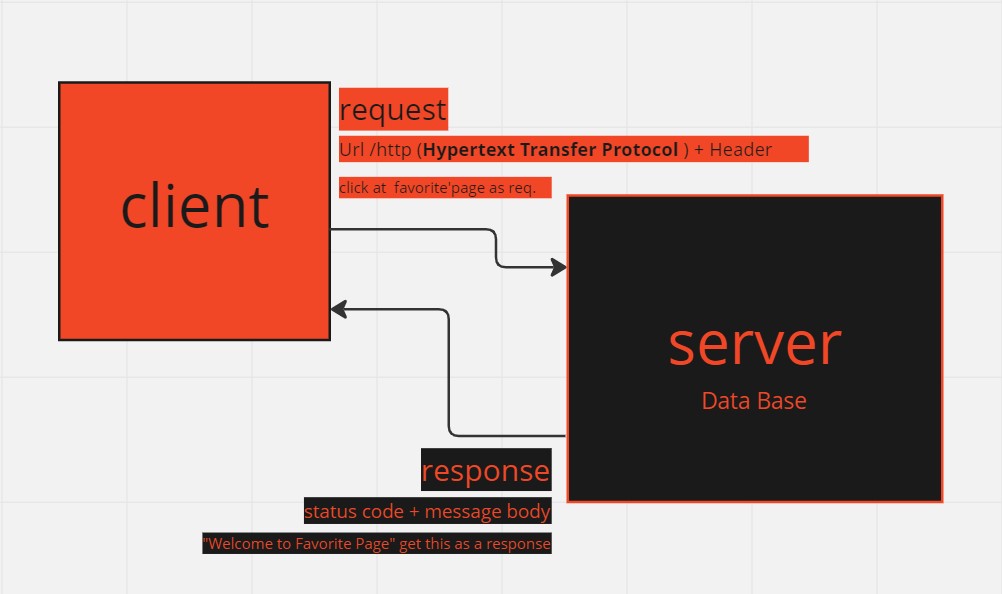 client
request
Url /http (Hypertext Transfer Protocol ) + Header
click at favorite'page as req.
server
Data Base
response
status code + message body
"Welcome to Favorite Page" get this as a response